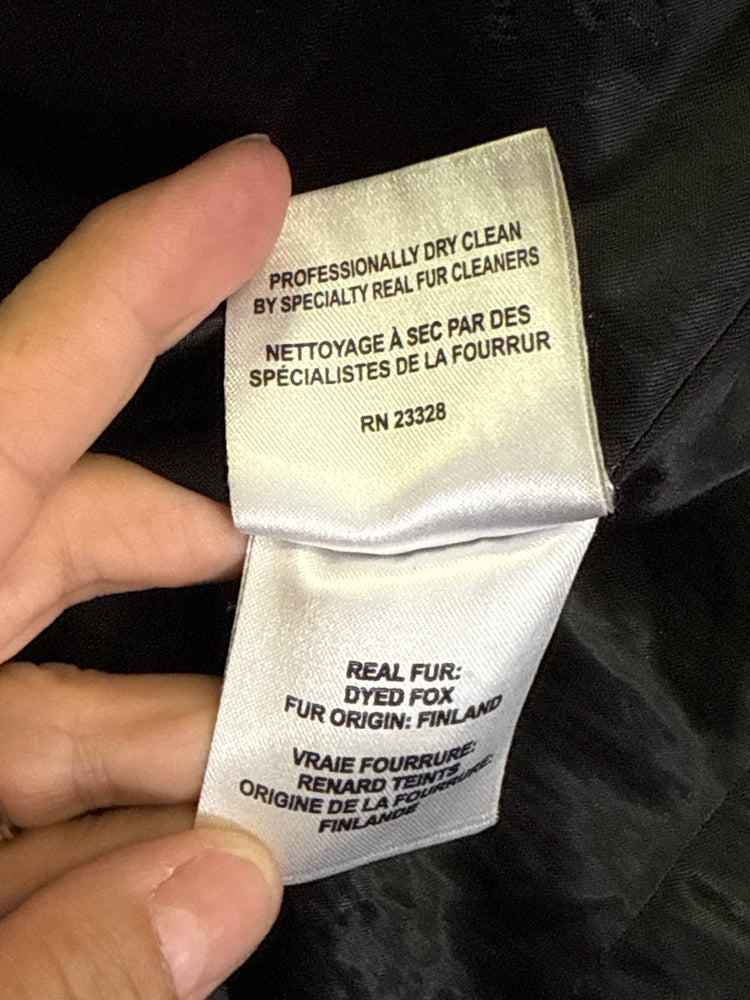 PROFESSIONALLY DRY CLEAN
BY SPECIALTY REAL FUR CLEANERS
NETTOYAGE À SEC PAR DES
SPÉCIALISTES DE LA FOURRUR
RN 23328
REAL FUR:
DYED FOX
FUR ORIGIN: FINLAND
VRAIE FOURRURE:
RENARD TEINTS
ORIGINE DE LA FOURRURE:
FINLANDE